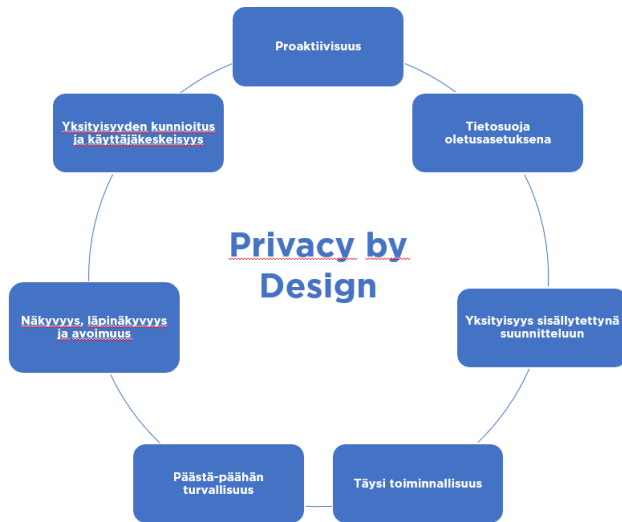 Proaktiivisuus
Tietosuoja
oletusasetuksena
Yksityisyys sisällytettynä
suunnitteluun
Täysi toiminnallisuus
Päästä-päähän
turvallisuus
Näkyvyys, läpinäkyvyys
ja avoimuus
Yksityisyyden kunnioitus
ja käyttäjäkeskeisyys
Privacy by
Design